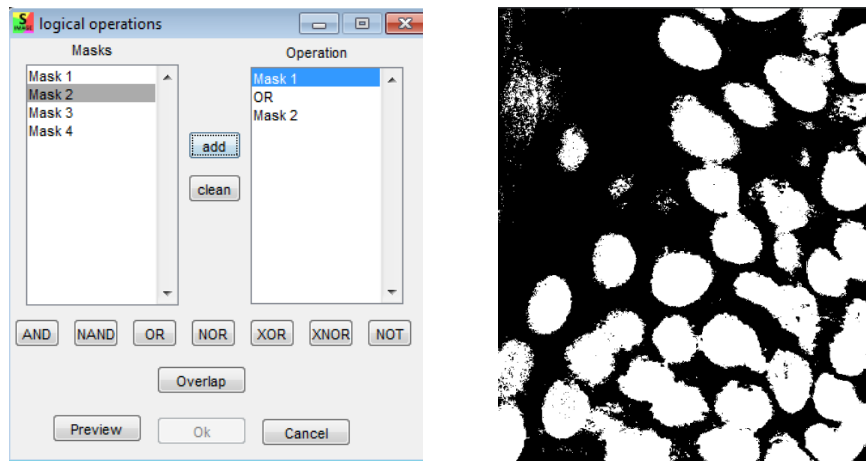 S
IMAGE
logical operations
Masks
Operation
Mask 1
Mask 2
Mask 3
Mask 4
add
clean
Mask 1
OR
Mask 2
AND NAND OR NOR XOR XNOR NOT
Overlap
Preview Ok Cancel